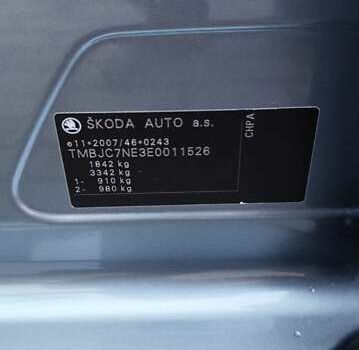 ŠKODA AUTO a.s.
e11*2007/46*0243
TMBJC7NE3E0011526
1842 kg
3342 kg
1- 910 kg
2- 980 kg
CHPA